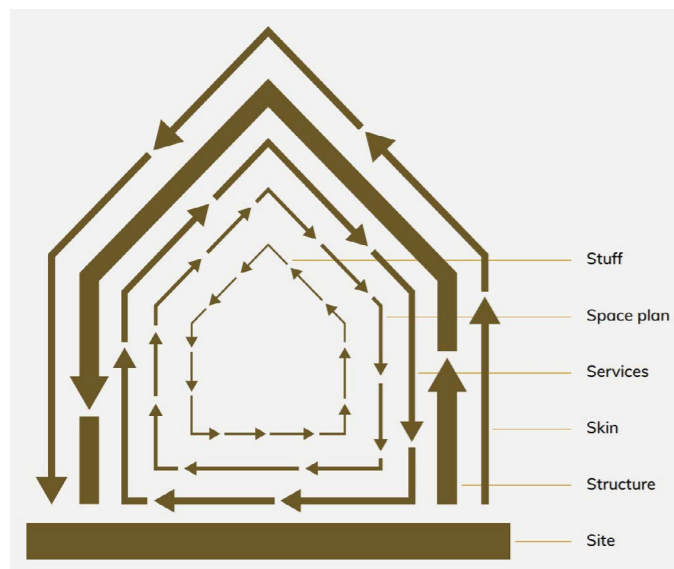 Stuff
Space plan
Services
Skin
Structure
Site